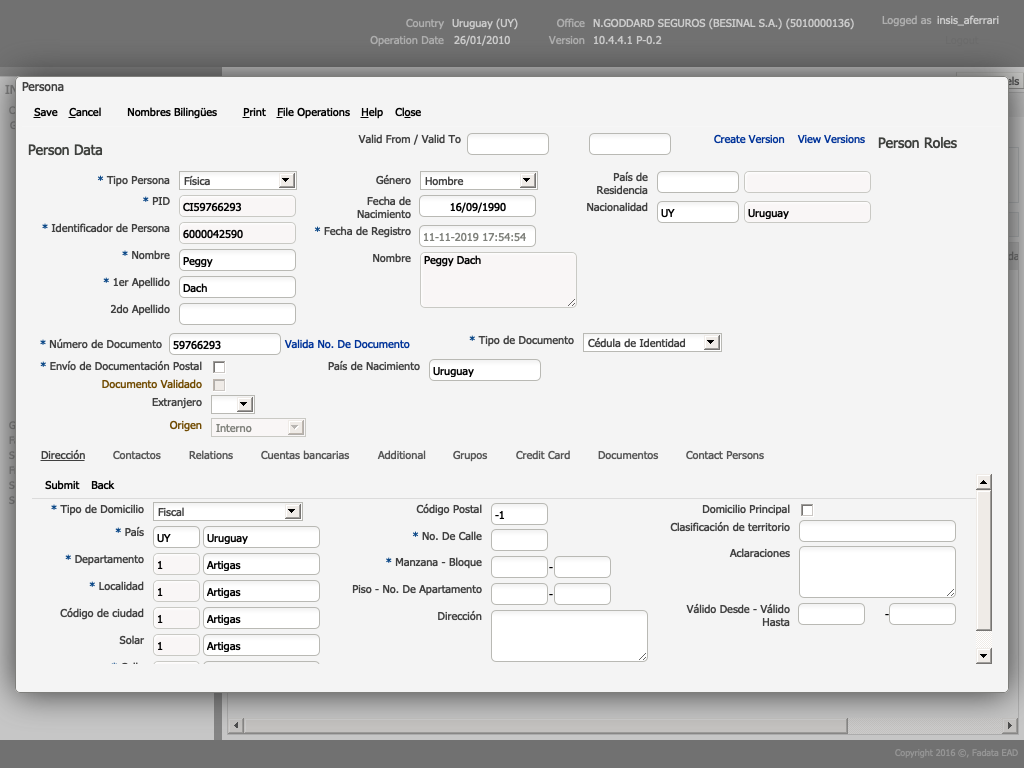 Country Uruguay (UY) Office N.GODDARD SEGUROS (BESINAL S.A.) (5010000136) Logged as insis_aferrari
Operation Date 26/01/2010 Version 10.4.4.1 P-0.2
Persona
Save Cancel Nombres Bilingües Print File Operations Help Close
Person Data Valid From / Valid To Create Version View Versions Person Roles
* Tipo Persona Física Género Hombre País de Residencia
* PID CI59766293 Fecha de Nacimiento 16/09/1990 Nacionalidad UY Uruguay
* Identificador de Persona 6000042590 * Fecha de Registro 11-11-2019 17:54:54
* Nombre Peggy Nombre Peggy Dach
* 1er Apellido Dach
2do Apellido
* Número de Documento 59766293 Valida No. De Documento * Tipo de Documento Cédula de Identidad
* Envío de Documentación Postal País de Nacimiento Uruguay
Documento Validado
Extranjero
Origen Interno
Dirección Contactos Relations Cuentas bancarias Additional Grupos Credit Card Documentos Contact Persons
Submit Back
* Tipo de Domicilio Fiscal Código Postal -1 Domicilio Principal
* País UY Uruguay * No. De Calle Clasificación de territorio
* Departamento 1 Artigas * Manzana - Bloque - Aclaraciones
* Localidad 1 Artigas Piso - No. De Apartamento -
Código de ciudad 1 Artigas Dirección Válido Desde - Válido Hasta -
Solar 1 Artigas
Copyright 2016 ©, Fadata EAD